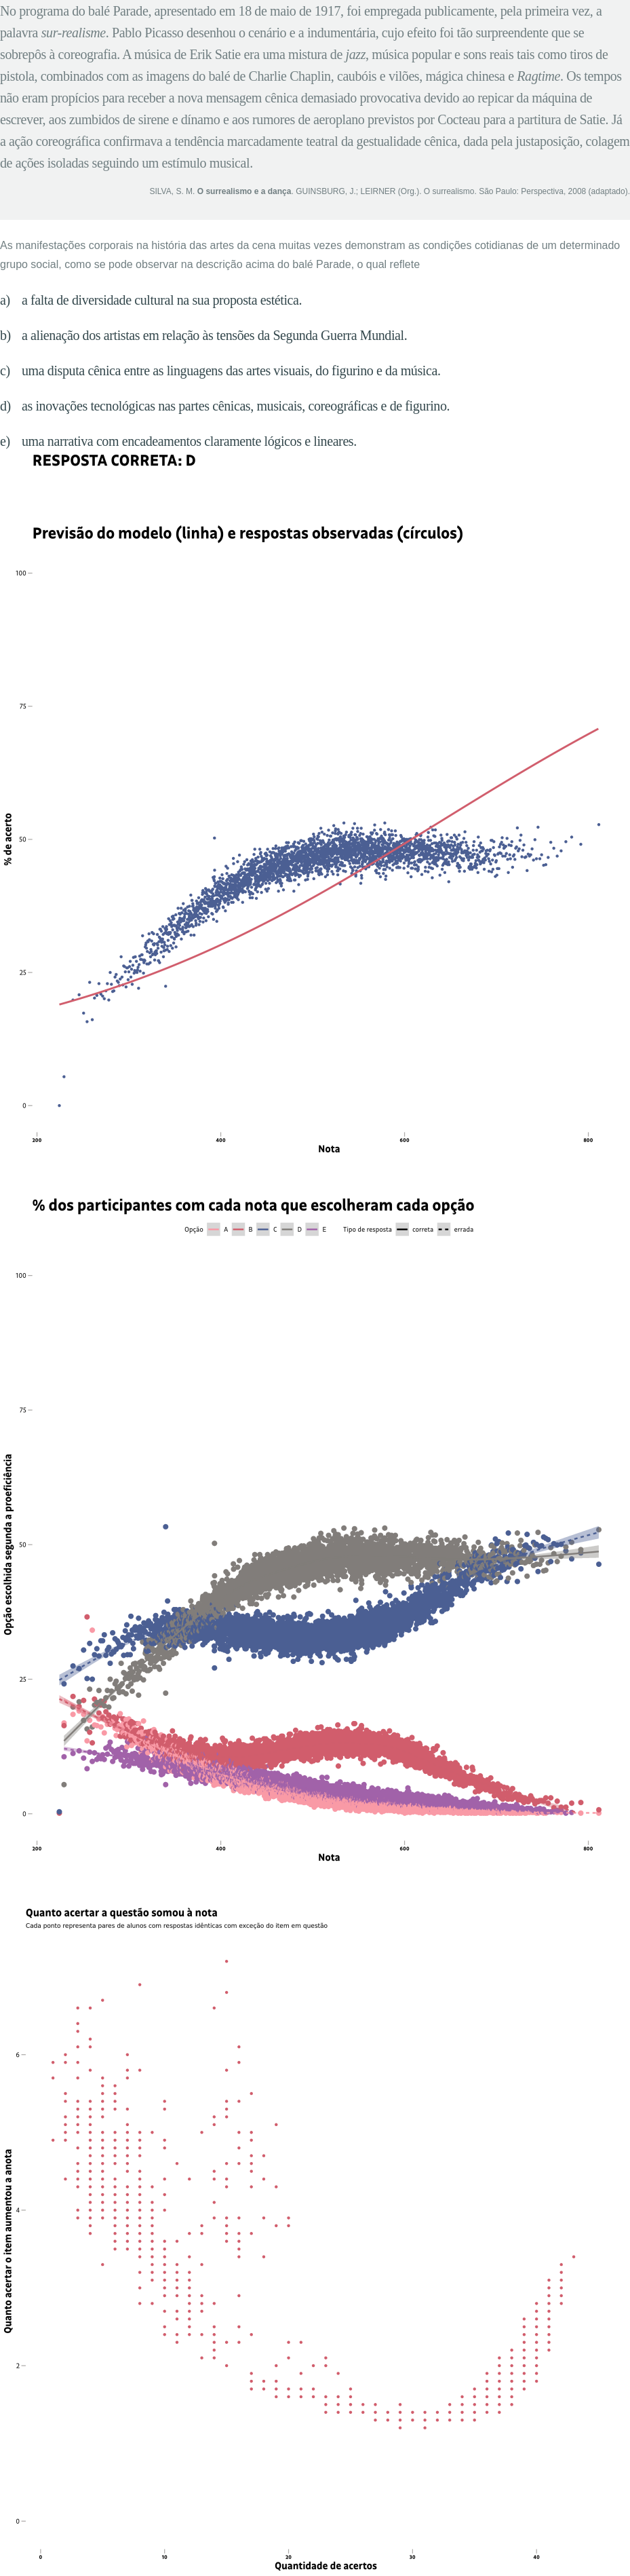 No programa do balé Parade, apresentado em 18 de maio de 1917, foi empregada publicamente, pela primeira vez, a
palavra sur-realisme. Pablo Picasso desenhou o cenário e a indumentária, cujo efeito foi tão surpreendente que se
sobrepôs à coreografia. A música de Erik Satie era uma mistura de jazz, música popular e sons reais tais como tiros de
pistola, combinados com as imagens do balé de Charlie Chaplin, caubóis e vilões, mágica chinesa e Ragtime. Os tempos
não eram propícios para receber a nova mensagem cênica demasiado provocativa devido ao repicar da máquina de
escrever, aos zumbidos de sirene e dínamo e aos rumores de aeroplano previstos por Cocteau para a partitura de Satie. Já
a ação coreográfica confirmava a tendência marcadamente teatral da gestualidade cênica, dada pela justaposição, colagem
de ações isoladas seguindo um estímulo musical.
SILVA, S. M. O surrealismo e a dança. GUINSBURG, J.; LEIRNER (Org.). O surrealismo. São Paulo: Perspectiva, 2008 (adaptado).
As manifestações corporais na história das artes da cena muitas vezes demonstram as condições cotidianas de um determinado
grupo social, como se pode observar na descrição acima do balé Parade, o qual reflete
a) a falta de diversidade cultural na sua proposta estética.
b) a alienação dos artistas em relação às tensões da Segunda Guerra Mundial.
c) uma disputa cênica entre as linguagens das artes visuais, do figurino e da música.
d) as inovações tecnológicas nas partes cênicas, musicais, coreográficas e de figurino.
e) uma narrativa com encadeamentos claramente lógicos e lineares.
RESPOSTA CORRETA: D
Previsão do modelo (linha) e respostas observadas (círculos)
100
75
% de acerto
50
25
0
200 400 600 800
Nota
% dos participantes com cada nota que escolheram cada opção
Opção A B C D E Tipo de resposta correta errada
100
75
Opção escolhida segunda a proeficiência
50
25
0
200 400 600 800
Nota
Quanto acertar a questão somou à nota
Cada ponto representa pares de alunos com respostas idênticas com exceção do item em questão
6
Quanto acertar o item aumentou a anota
4
2
0
0 10 20 30 40
Quantidade de acertos